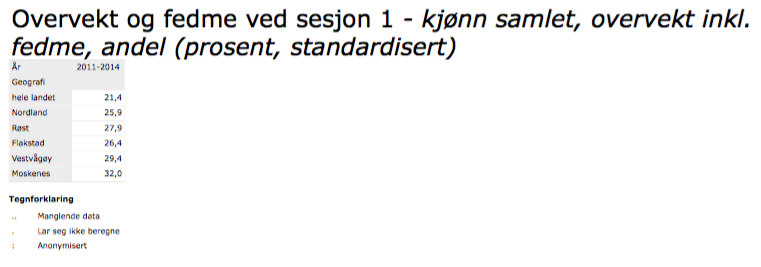 Overvekt og fedme ved sesjon 1 - kjønn samlet, overvekt inkl.
fedme, andel (prosent, standardisert)
År 2011-2014
Geografi
hele landet 21,4
Nordland 25,9
Røst 27,9
Flakstad 26,4
Vestvågøy 29,4
Moskenes 32,0
Tegnforklaring
.. Manglende data
. Lar seg ikke beregne
: Anonymisert